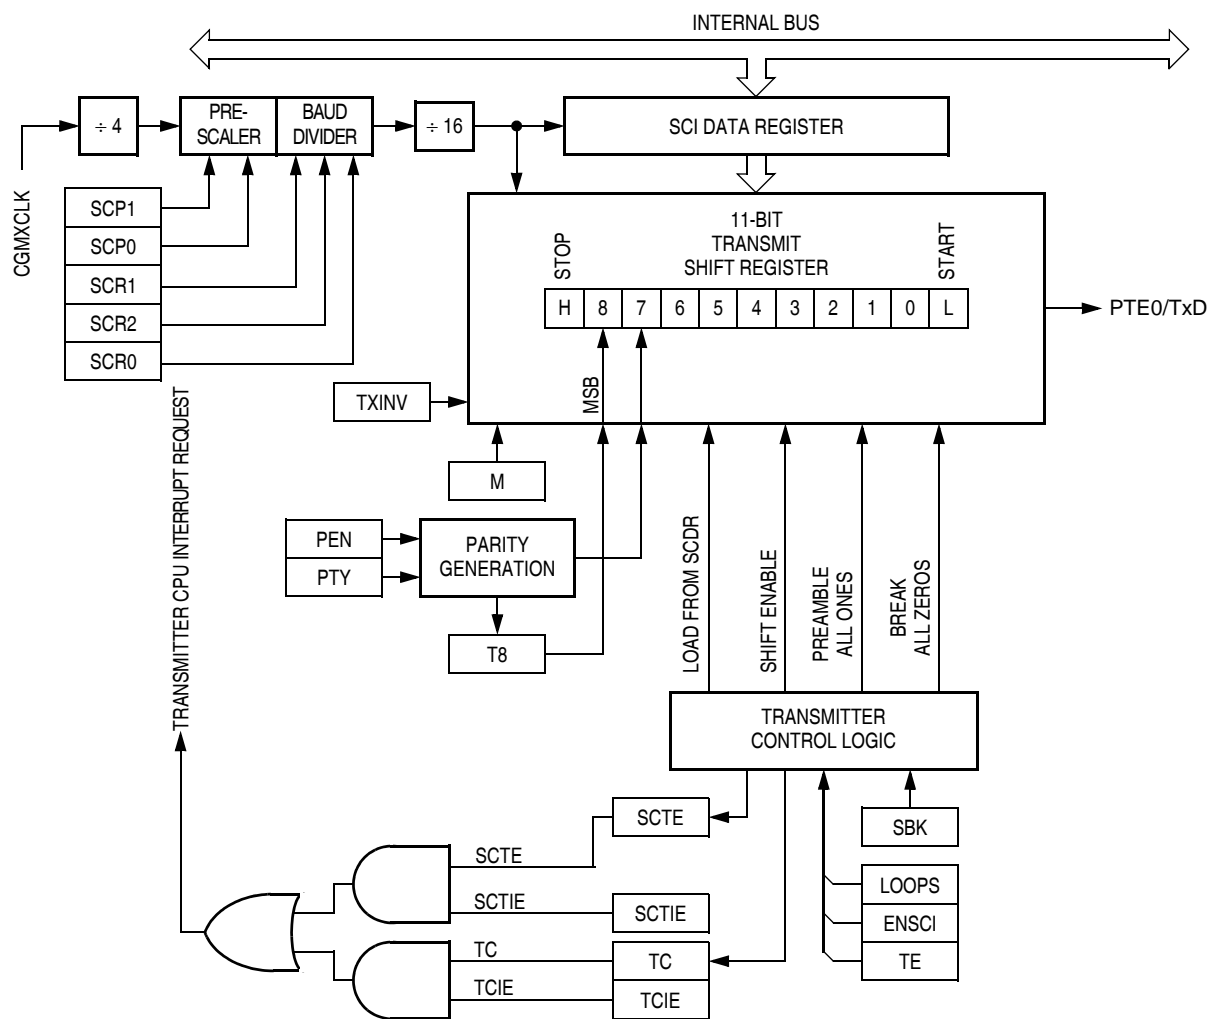 INTERNAL BUS
÷ 4
PRE-
SCALER
BAUD
DIVIDER
÷ 16
SCI DATA REGISTER
CGMXCLK
SCP1
SCP0
SCR1
SCR2
SCR0
11-BIT
TRANSMIT
SHIFT REGISTER
STOP
START
H 8 7 6 5 4 3 2 1 0 L
PTE0/TxD
TXINV
MSB
M
PEN
PTY
PARITY
GENERATION
T8
LOAD FROM SCDR
SHIFT ENABLE
PREAMBLE
ALL ONES
BREAK
ALL ZEROS
TRANSMITTER CPU INTERRUPT REQUEST
TRANSMITTER
CONTROL LOGIC
SCTE
SBK
SCTE
LOOPS
SCTIE
SCTIE
ENSCI
TC
TC
TE
TCIE
TCIE